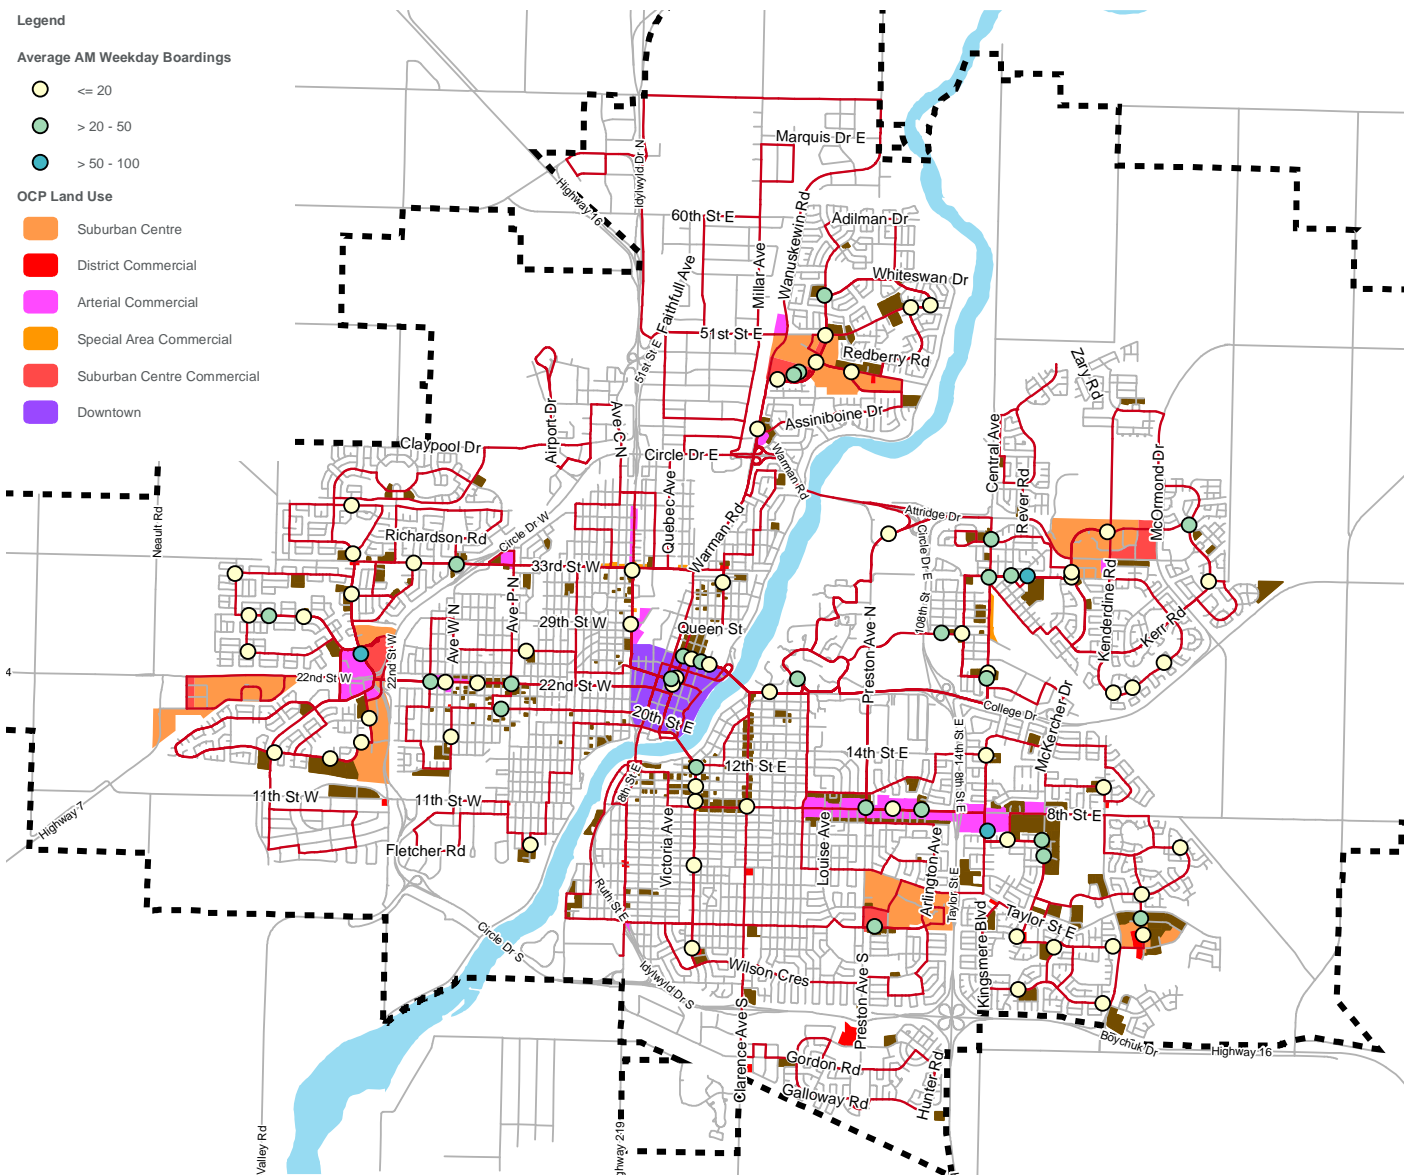 Legend
Average AM Weekday Boardings
<= 20
> 20 - 50
> 50 - 100
OCP Land Use
Suburban Centre
District Commercial
Arterial Commercial
Special Area Commercial
Suburban Centre Commercial
Downtown
Marquis Dr E
Idylwyld Dr N
Highway 16
60th St E
Wanuskewin Rd
Adilman Dr
Millar Ave
Faithfull Ave
Whiteswan Dr
51st St E
51st St E
Redberry Rd
Zary Rd
Assiniboine Dr
Airport Dr
Ave C N
Claypool Dr
Circle Dr E
Warman Rd
Central Ave
Rever Rd
McOrmond Dr
Neault Rd
Quebec Ave
Warman Rd
Attridge Dr
Circle Dr W
Richardson Rd
33rd St W
Circle Dr E
Kenderdine Rd
Ave P N
Ave W N
29th St W
Queen St
Preston Ave N
108th St
Kerr Rd
22nd St W
22nd St W
22nd St W
4
20th St E
College Dr
McKercher Dr
14th St E
14th St E
12th St E
8th St E
8th St E
8th St E
11th St W
11th St W
Highway 7
Fletcher Rd
Victoria Ave
Louise Ave
Arlington Ave
Taylor St E
Taylor St E
Ruth St E
Kingsmere Blvd
Circle Dr S
Idylwyld Dr S
Wilson Cres
Preston Ave S
Clarence Ave S
Gordon Rd
Galloway Rd
Hunter Rd
Boychuk Dr
Highway 16
Valley Rd
ghway 219